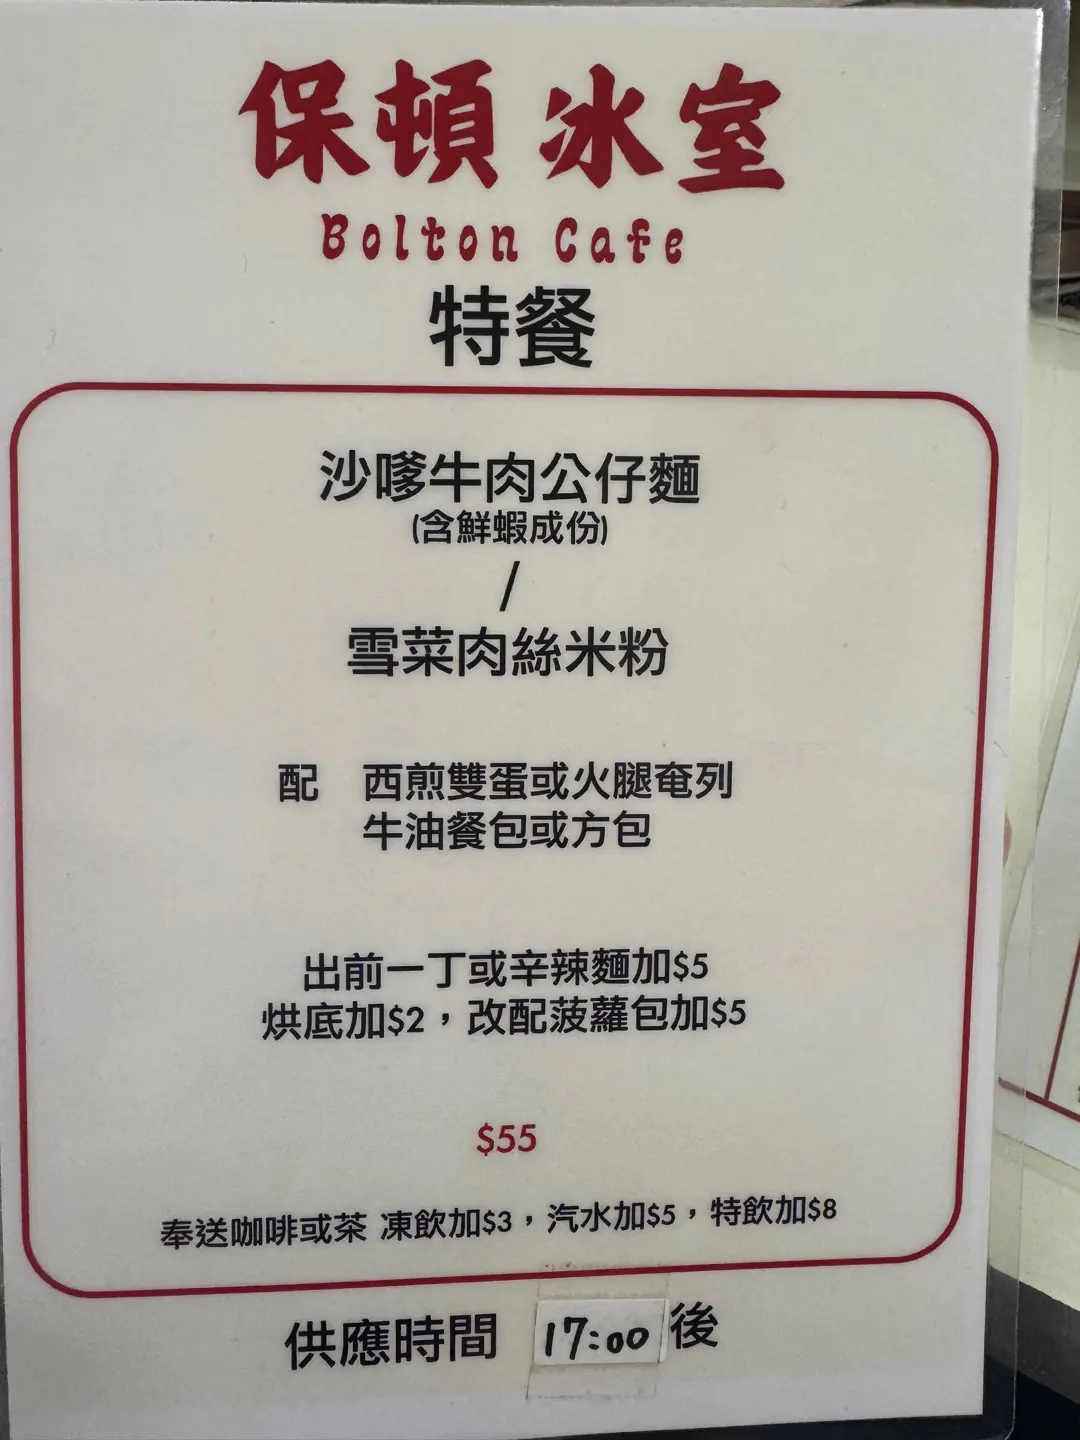 保頓冰室
Bolton Cafe
特餐
沙嗲牛肉公仔麵
(含鮮蝦成份)
/
雪菜肉絲米粉
配 西煎雙蛋或火腿奄列
牛油餐包或方包
出前一丁或辛辣麵加$5
烘底加$2，改配菠蘿包加$5
$55
奉送咖啡或茶 凍飲加$3，汽水加$5，特飲加$8
供應時間 17:00 後